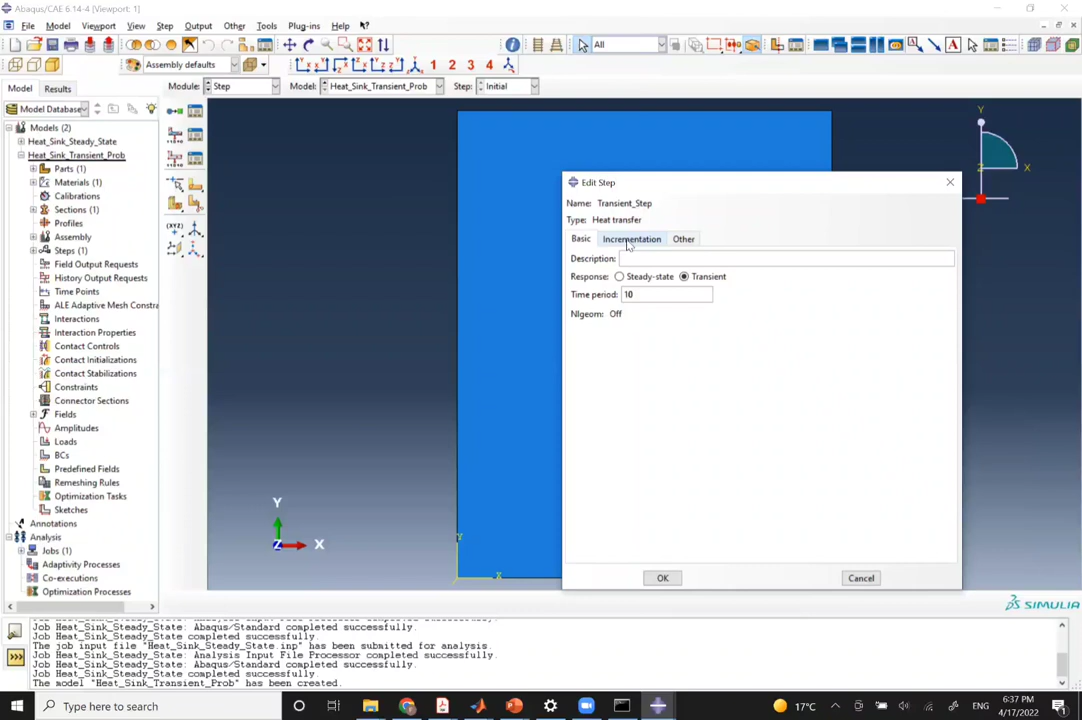 Abaqus/CAE 6.14-4 [Viewport: 1]
File Model Viewport View Step Output Other Tools Plug-ins Help
All
Assembly defaults 1 2 3 4
Model Results Module: Step Model: Heat_Sink_Transient_Prob Step: Initial
Model Database
Models (2)
Heat_Sink_Steady_State
Heat_Sink_Transient_Prob
Parts (1)
Materials (1)
Calibrations
Sections (1)
Profiles
Assembly
Steps (1)
Field Output Requests
History Output Requests
Time Points
ALE Adaptive Mesh Constra
Interactions
Interaction Properties
Contact Controls
Contact Initializations
Contact Stabilizations
Constraints
Connector Sections
Fields
Amplitudes
Loads
BCs
Predefined Fields
Remeshing Rules
Optimization Tasks
Sketches
Annotations
Analysis
Jobs (1)
Adaptivity Processes
Co-executions
Optimization Processes
(XYZ)
Y
X
Z
Y
Z X
Y
X
Edit Step
Name: Transient_Step
Type: Heat transfer
Basic Incrementation Other
Description:
Response: Steady-state Transient
Time period: 10
Nlgeom: Off
OK Cancel
SIMULIA
Job Heat_Sink_Steady_State: Abaqus/Standard completed successfully.
Job Heat_Sink_Steady_State completed successfully.
The job input file "Heat_Sink_Steady_State.inp" has been submitted for analysis.
Job Heat_Sink_Steady_State: Analysis Input File Processor completed successfully.
Job Heat_Sink_Steady_State: Abaqus/Standard completed successfully.
Job Heat_Sink_Steady_State completed successfully.
The model "Heat_Sink_Transient_Prob" has been created.
Type here to search
17°C
6:37 PM
4/17/2022